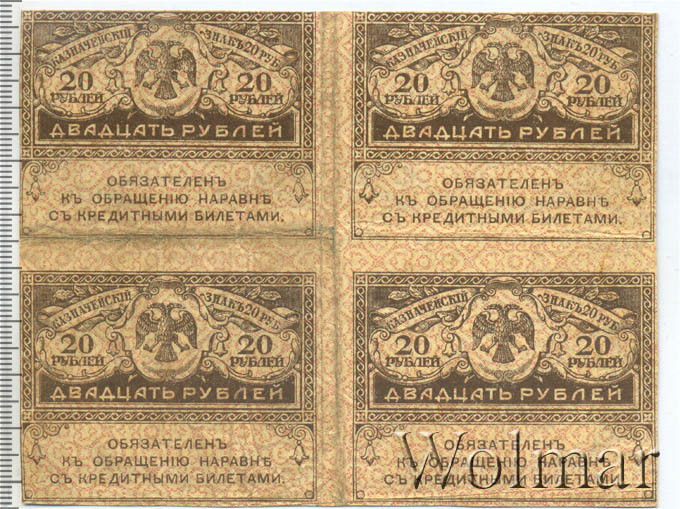 КАЗНАЧЕЙСКІЙ ЗНАКЪ 20 РУБ.
20 РУБЛЕЙ 20 РУБЛЕЙ
ДВАДЦАТЬ РУБЛЕЙ
ОБЯЗАТЕЛЕНЪ
КЪ ОБРАЩЕНІЮ НАРАВНѢ
СЪ КРЕДИТНЫМИ БИЛЕТАМИ.
КАЗНАЧЕЙСКІЙ ЗНАКЪ 20 РУБ.
20 РУБЛЕЙ 20 РУБЛЕЙ
ДВАДЦАТЬ РУБЛЕЙ
ОБЯЗАТЕЛЕНЪ
КЪ ОБРАЩЕНІЮ НАРАВНѢ
СЪ КРЕДИТНЫМИ БИЛЕТАМИ.
КАЗНАЧЕЙСКІЙ ЗНАКЪ 20 РУБ.
20 РУБЛЕЙ 20 РУБЛЕЙ
ДВАДЦАТЬ РУБЛЕЙ
ОБЯЗАТЕЛЕНЪ
КЪ ОБРАЩЕНІЮ НАРАВНѢ
СЪ КРЕДИТНЫМИ БИЛЕТАМИ.
КАЗНАЧЕЙСКІЙ ЗНАКЪ 20 РУБ.
20 РУБЛЕЙ 20 РУБЛЕЙ
ДВАДЦАТЬ РУБЛЕЙ
ОБЯЗАТЕЛЕНЪ
КЪ ОБРАЩЕНІЮ НАРАВНѢ
СЪ КРЕДИТНЫМИ БИЛЕТАМИ.
Wolmar